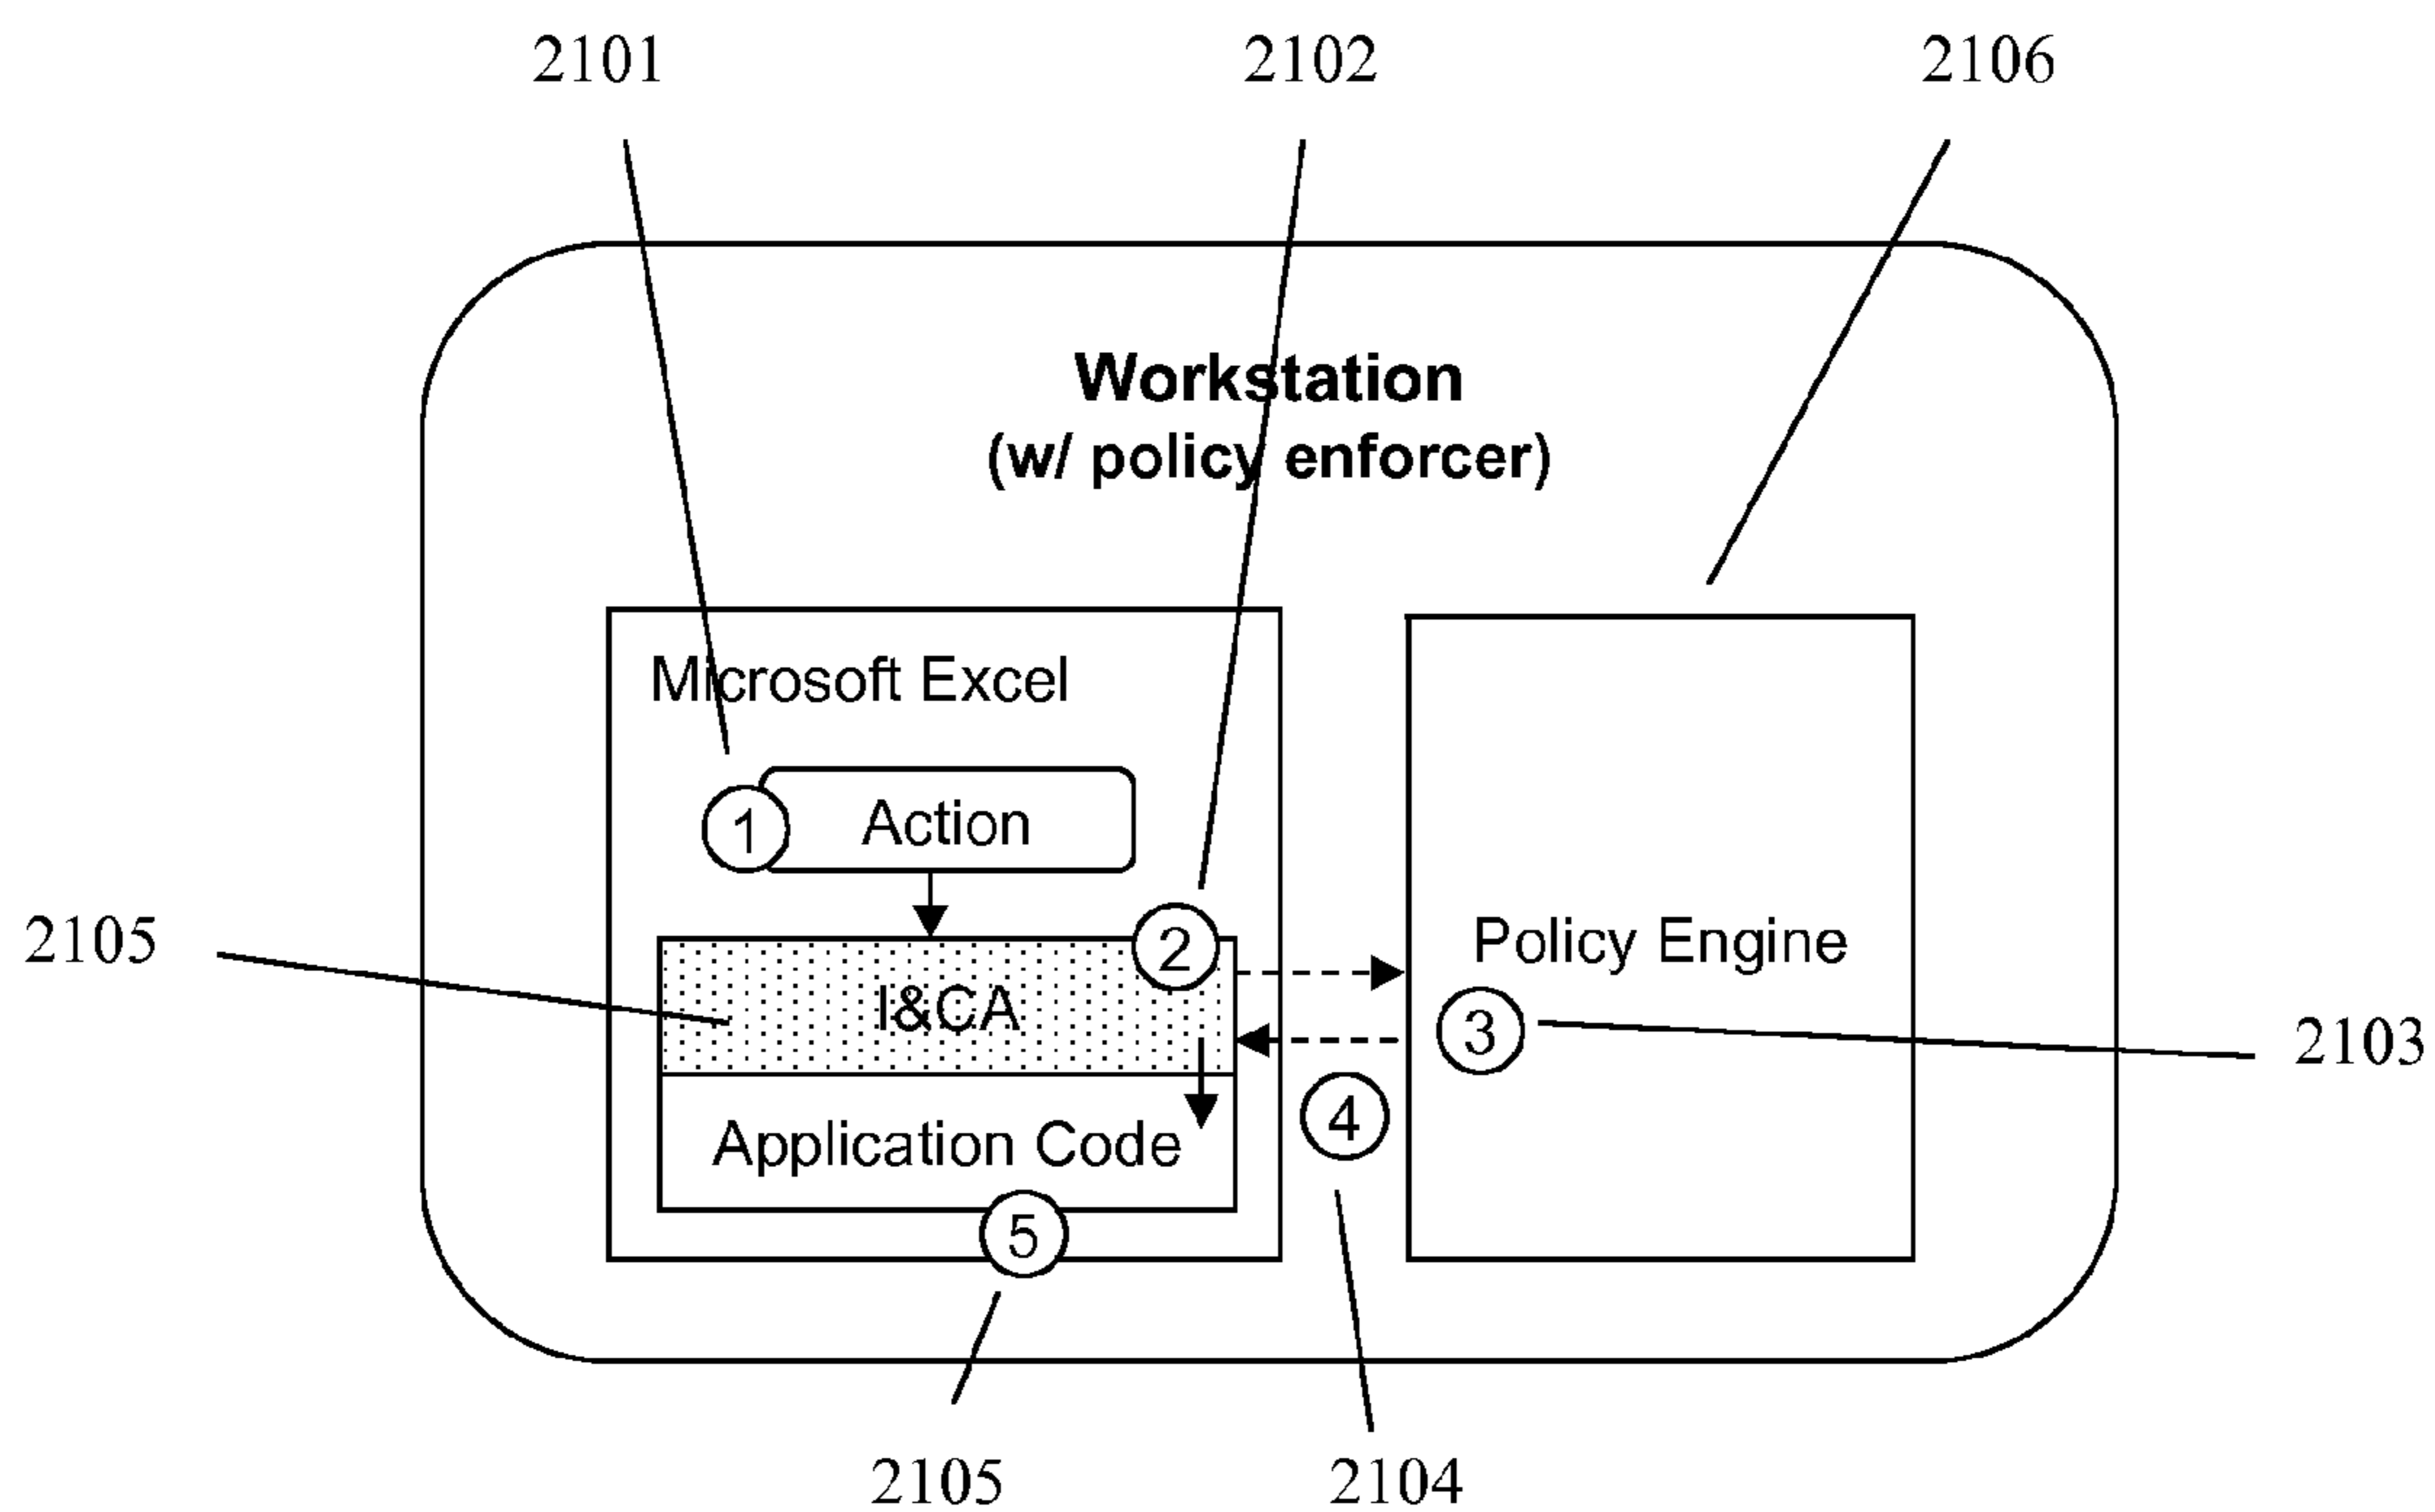 2101 2102 2106
Workstation
(w/ policy enforcer)
Microsoft Excel
1 Action
2105
2
I&CA
Policy Engine
3
2103
4
Application Code
5
2105 2104